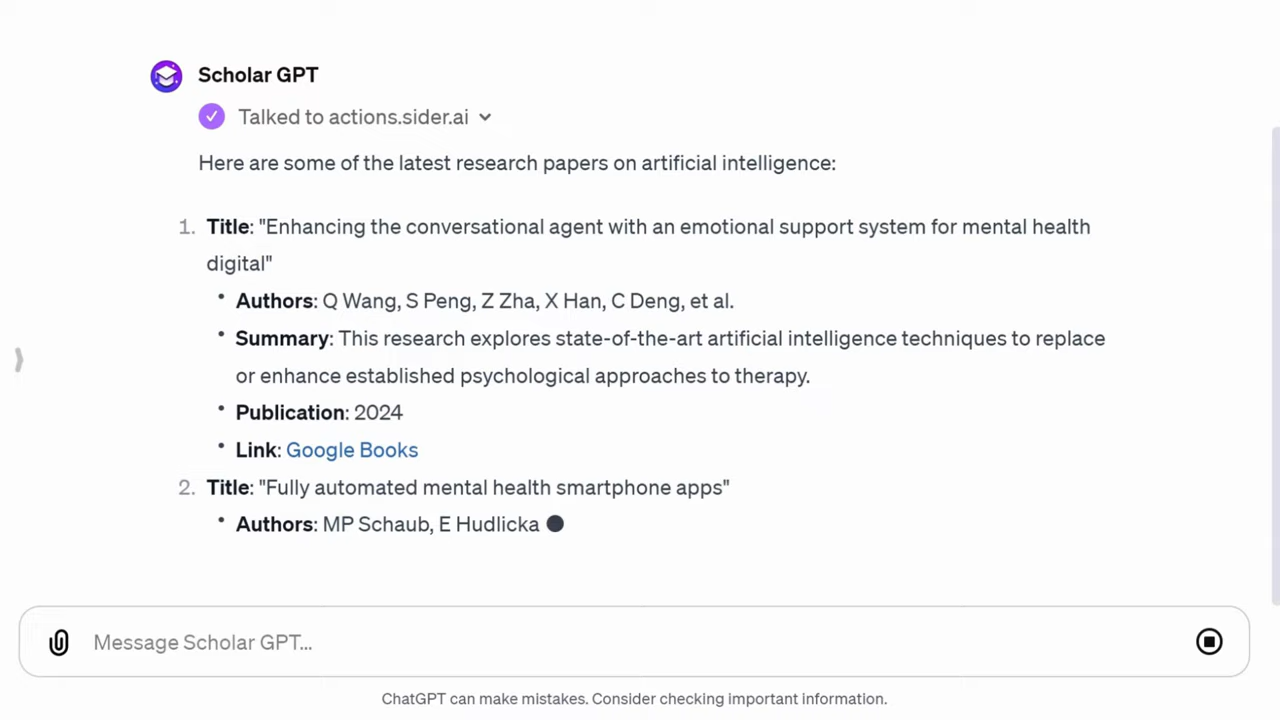 Scholar GPT
Talked to actions.sider.ai
Here are some of the latest research papers on artificial intelligence:
1. Title: "Enhancing the conversational agent with an emotional support system for mental health
digital"
• Authors: Q Wang, S Peng, Z Zha, X Han, C Deng, et al.
• Summary: This research explores state-of-the-art artificial intelligence techniques to replace
or enhance established psychological approaches to therapy.
• Publication: 2024
• Link: Google Books
2. Title: "Fully automated mental health smartphone apps"
• Authors: MP Schaub, E Hudlicka
Message Scholar GPT...
ChatGPT can make mistakes. Consider checking important information.